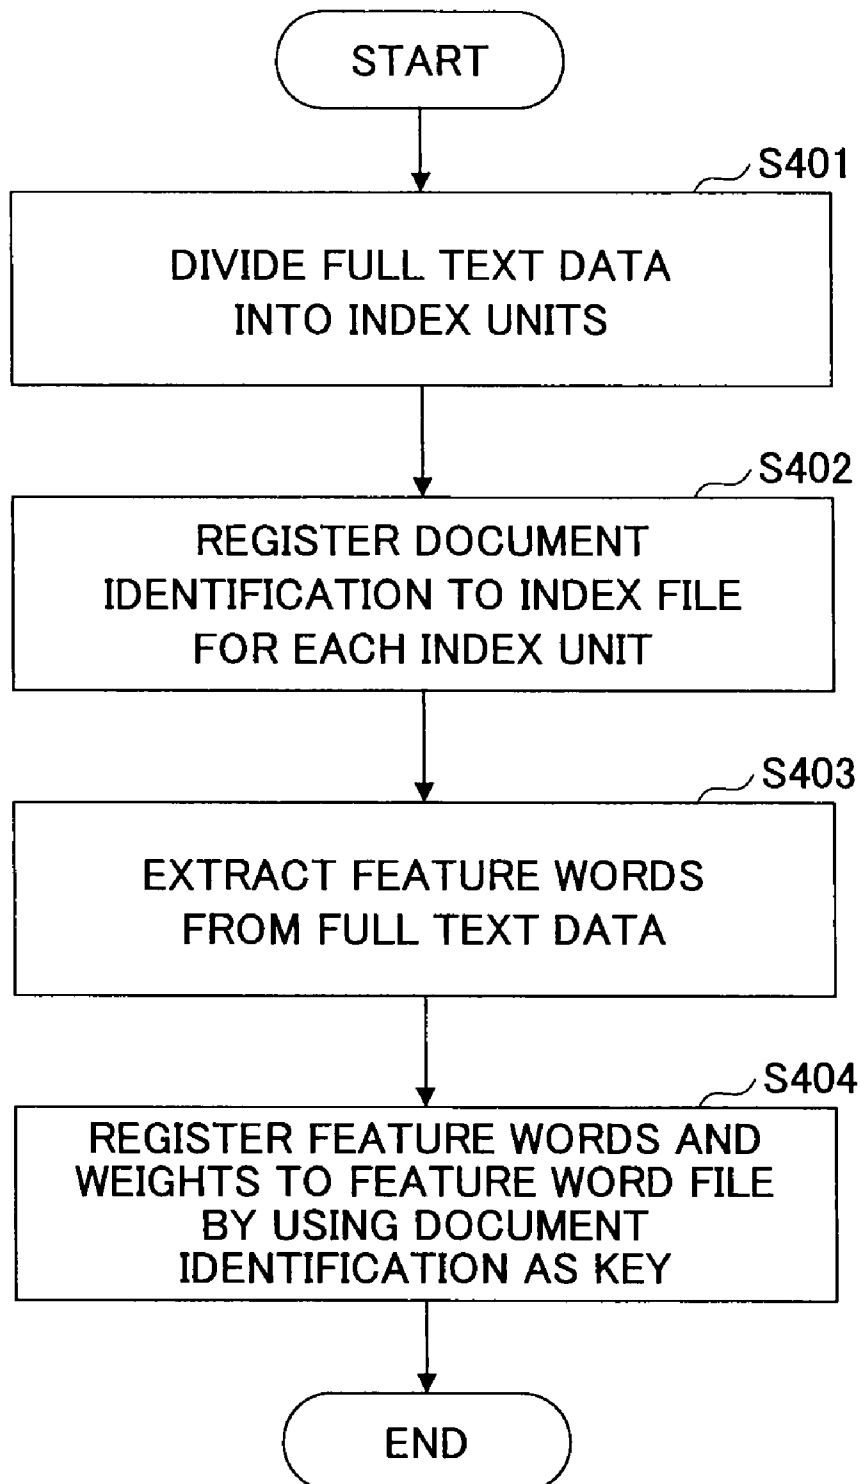 START
S401
DIVIDE FULL TEXT DATA
INTO INDEX UNITS
S402
REGISTER DOCUMENT
IDENTIFICATION TO INDEX FILE
FOR EACH INDEX UNIT
S403
EXTRACT FEATURE WORDS
FROM FULL TEXT DATA
S404
REGISTER FEATURE WORDS AND
WEIGHTS TO FEATURE WORD FILE
BY USING DOCUMENT
IDENTIFICATION AS KEY
END